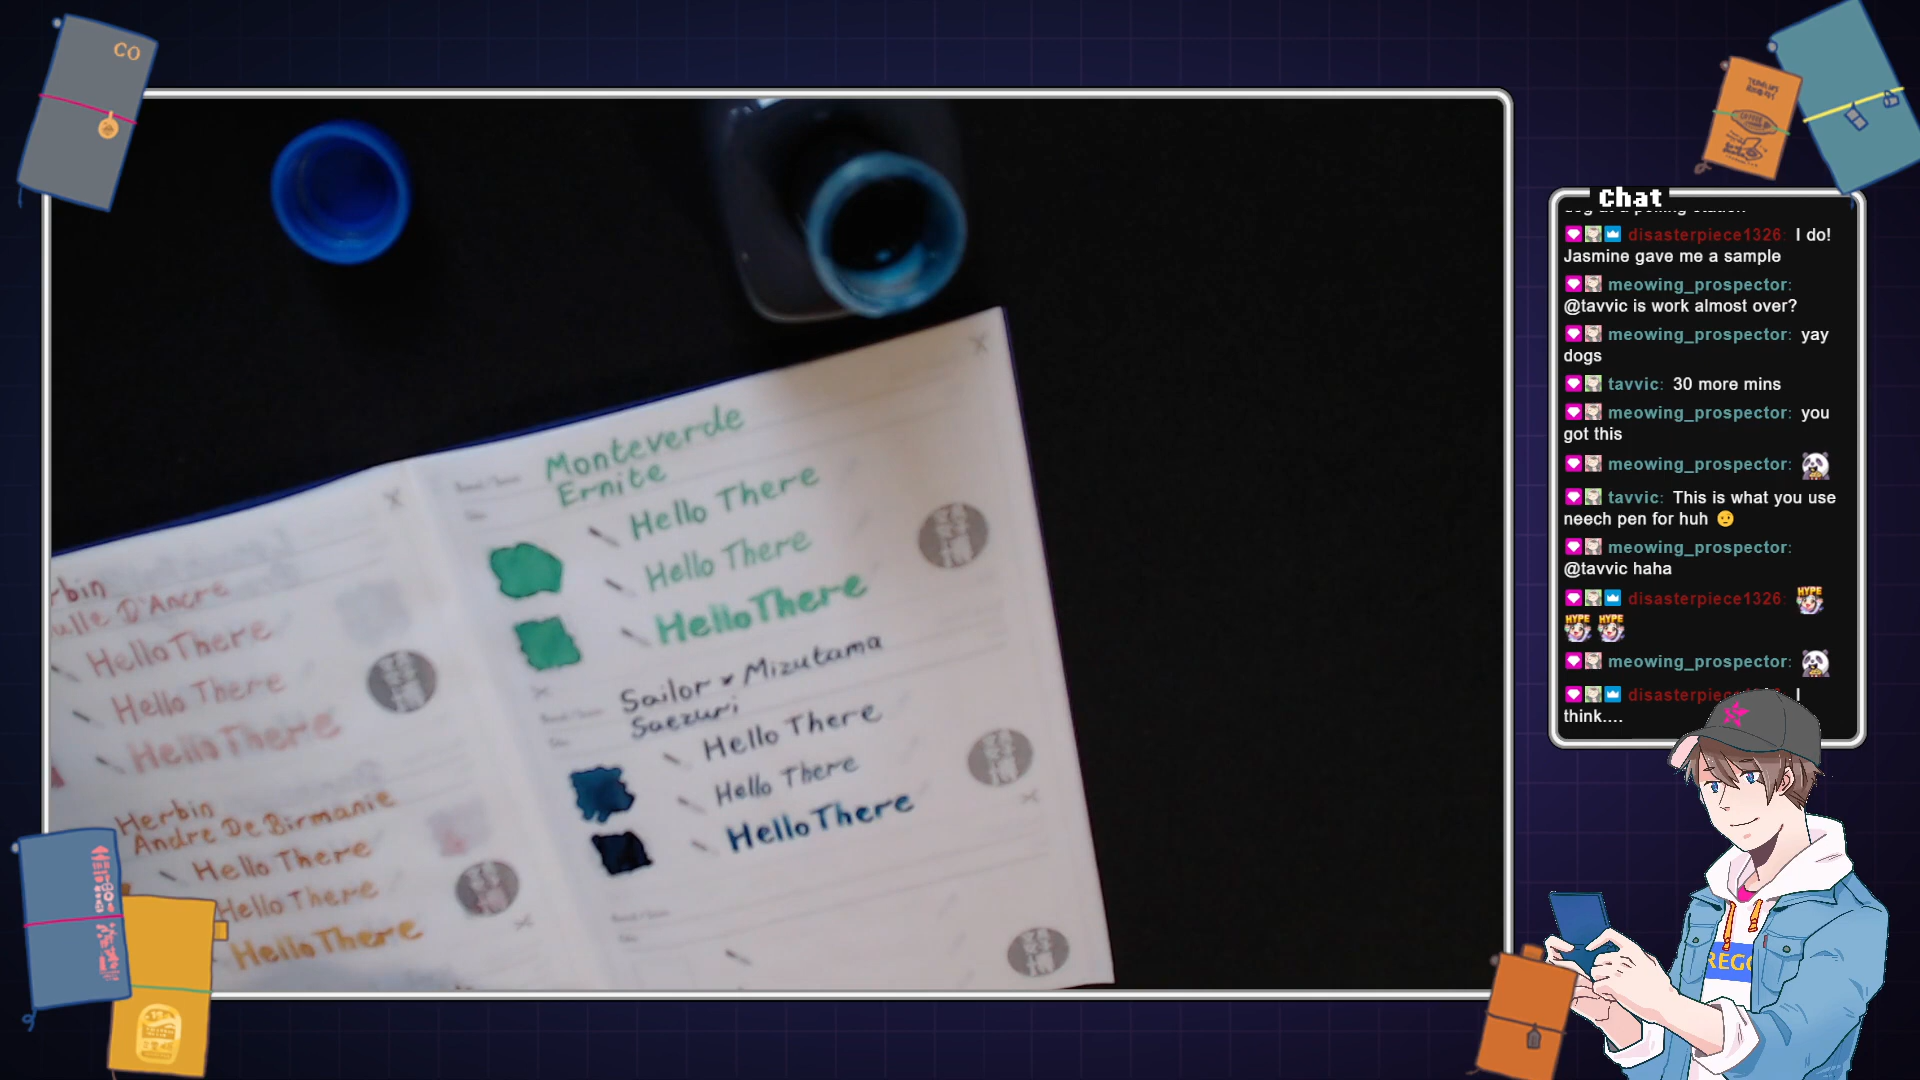 CO
chat
disasterpiece1326: I do!
Jasmine gave me a sample
meowing_prospector:
@tavvic is work almost over?
meowing_prospector: yay
dogs
tavvic: 30 more mins
meowing_prospector: you
got this
meowing_prospector:
tavvic: This is what you use
neech pen for huh
meowing_prospector:
@tavvic haha
disasterpiece1326:
HYPE
HYPE HYPE
meowing_prospector:
think....
Monteverde
Ernite
Hello There
Hello There
Hello There
Sailor x Mizutama
Saezuri
Hello There
Hello There
Hello There
Hello There
Hello There
Hello There
Herbin
Andre De Birmanie
Hello There
Hello There
Hello There